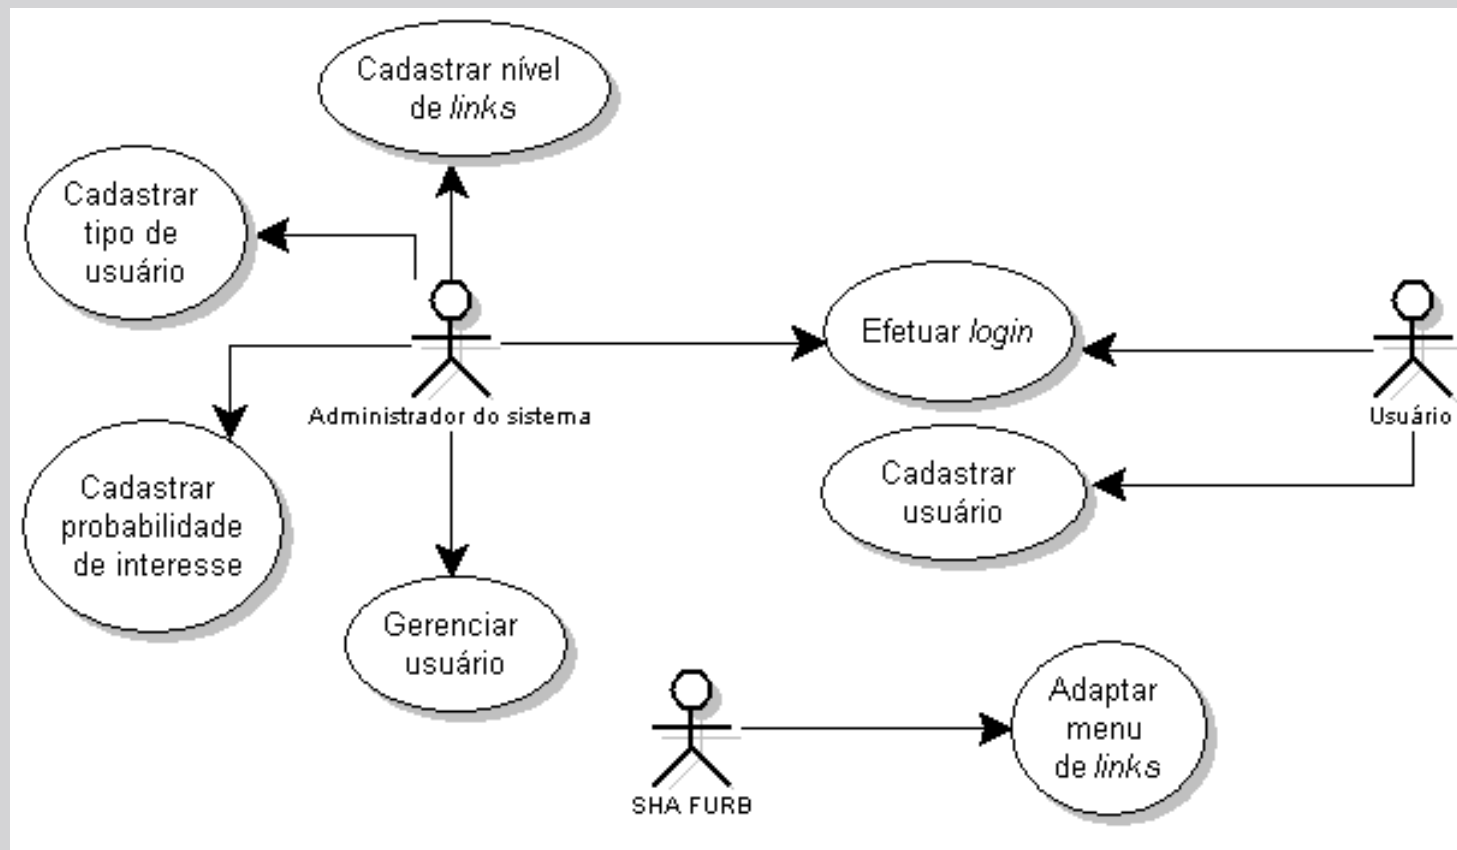 Cadastrar nível
de links
Cadastrar
tipo de
usuário
Efetuar login
Administrador do sistema
Usuário
Cadastrar
probabilidade
de interesse
Cadastrar
usuário
Gerenciar
usuário
Adaptar
menu
de links
SHA FURB